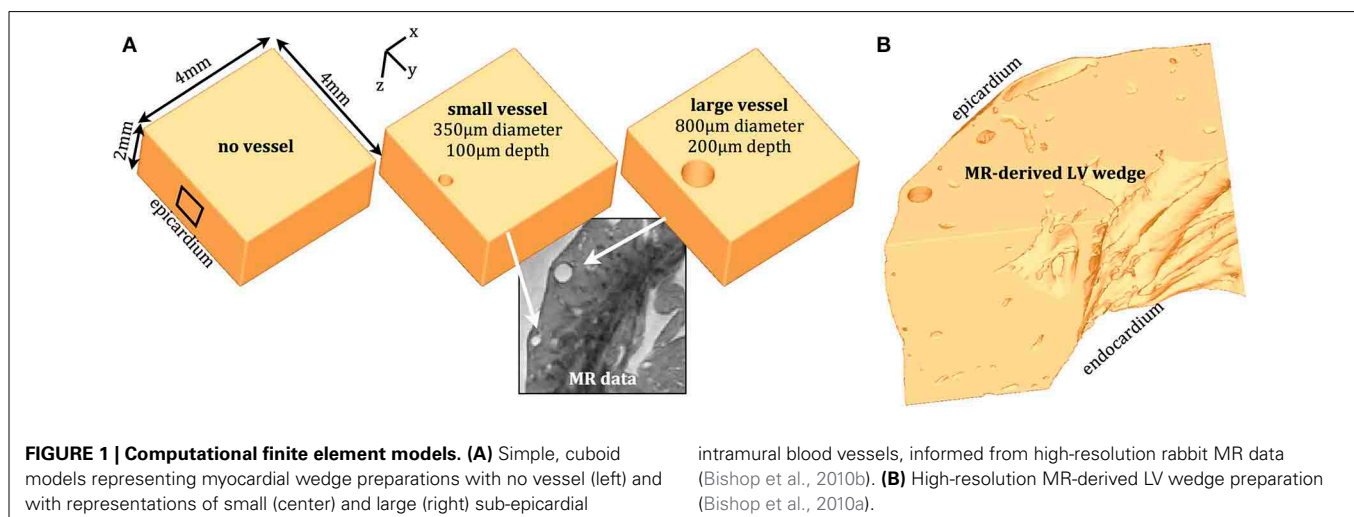 A
B
4mm
4mm
2mm
x
y
z
no vessel
epicardium
small vessel
350µm diameter
100µm depth
large vessel
800µm diameter
200µm depth
MR data
epicardium
MR-derived LV wedge
endocardium
FIGURE 1 | Computational finite element models. (A) Simple, cuboid
models representing myocardial wedge preparations with no vessel (left) and
with representations of small (center) and large (right) sub-epicardial
intramural blood vessels, informed from high-resolution rabbit MR data
(Bishop et al., 2010b). (B) High-resolution MR-derived LV wedge preparation
(Bishop et al., 2010a).